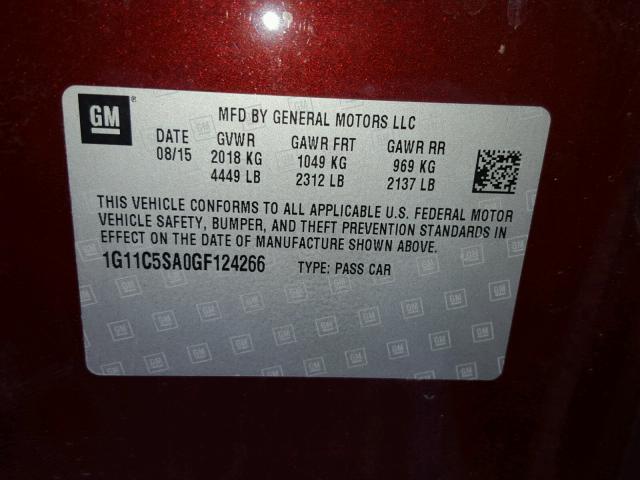 GM ®
MFD BY GENERAL MOTORS LLC
DATE GVWR GAWR FRT GAWR RR
08/15 2018 KG 1049 KG 969 KG
4449 LB 2312 LB 2137 LB
THIS VEHICLE CONFORMS TO ALL APPLICABLE U.S. FEDERAL MOTOR
VEHICLE SAFETY, BUMPER, AND THEFT PREVENTION STANDARDS IN
EFFECT ON THE DATE OF MANUFACTURE SHOWN ABOVE.
1G11C5SA0GF124266 TYPE: PASS CAR